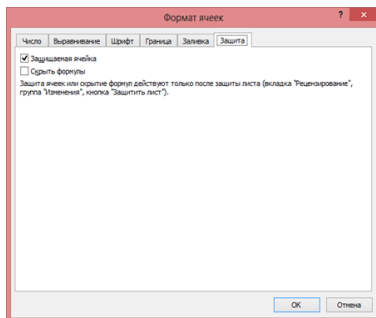 Формат ячеек
? ×
Число Выравнивание Шрифт Граница Заливка Защита
Защищаемая ячейка
Скрыть формулы
Защита ячеек или скрытие формул действуют только после защиты листа (вкладка "Рецензирование",
группа "Изменения", кнопка "Защитить лист").
ОК Отмена